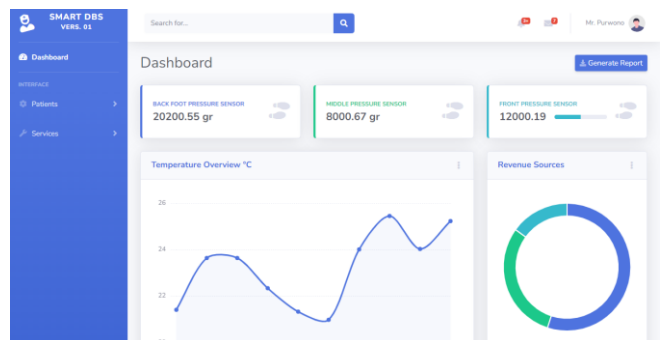 SMART DBS
VERS. 01
Search for...
3+
7
Mr. Purwono
Dashboard
INTERFACE
Patients
Services
Dashboard
Generate Report
BACK FOOT PRESSURE SENSOR
20200.55 gr
MIDDLE PRESSURE SENSOR
8000.67 gr
FRONT PRESSURE SENSOR
12000.19
Temperature Overview °C
26
24
22
Revenue Sources